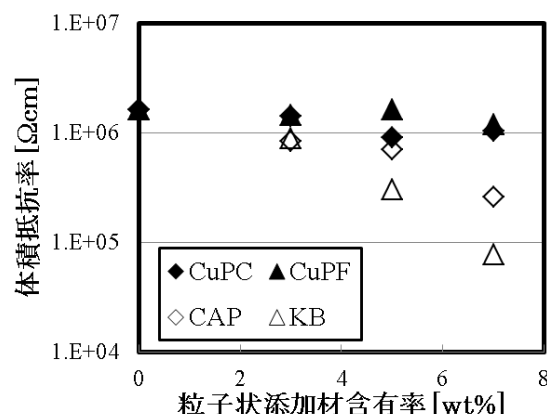 1.E+07
1.E+06
1.E+05
1.E+04
体積抵抗率 [Ωcm]
CuPC CuPF
CAP KB
0 2 4 6 8
粒子状添加材含有率 [wt%]